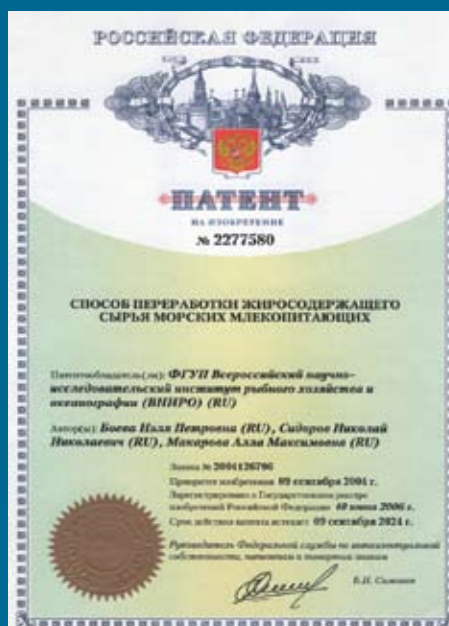 РОССИЙСКАЯ ФЕДЕРАЦИЯ
ПАТЕНТ
НА ИЗОБРЕТЕНИЕ
№ 2277580
СПОСОБ ПЕРЕРАБОТКИ ЖИРОСОДЕРЖАЩЕГО
СЫРЬЯ МОРСКИХ МЛЕКОПИТАЮЩИХ
Патентообладатель(ли): ФГУП Всероссийский научно-
исследовательский институт рыбного хозяйства и
океанографии (ВНИРО) (RU)
Автор(ы): Боева Нэля Петровна (RU), Сидоров Николай
Николаевич (RU), Макарова Алла Максимовна (RU)
Заявка № 2004126796
Приоритет изобретения 09 сентября 2004 г.
Зарегистрировано в Государственном реестре
изобретений Российской Федерации 10 июня 2006 г.
Срок действия патента истекает 09 сентября 2024 г.
Руководитель Федеральной службы по интеллектуальной
собственности, патентам и товарным знакам
Б.П. Симонов